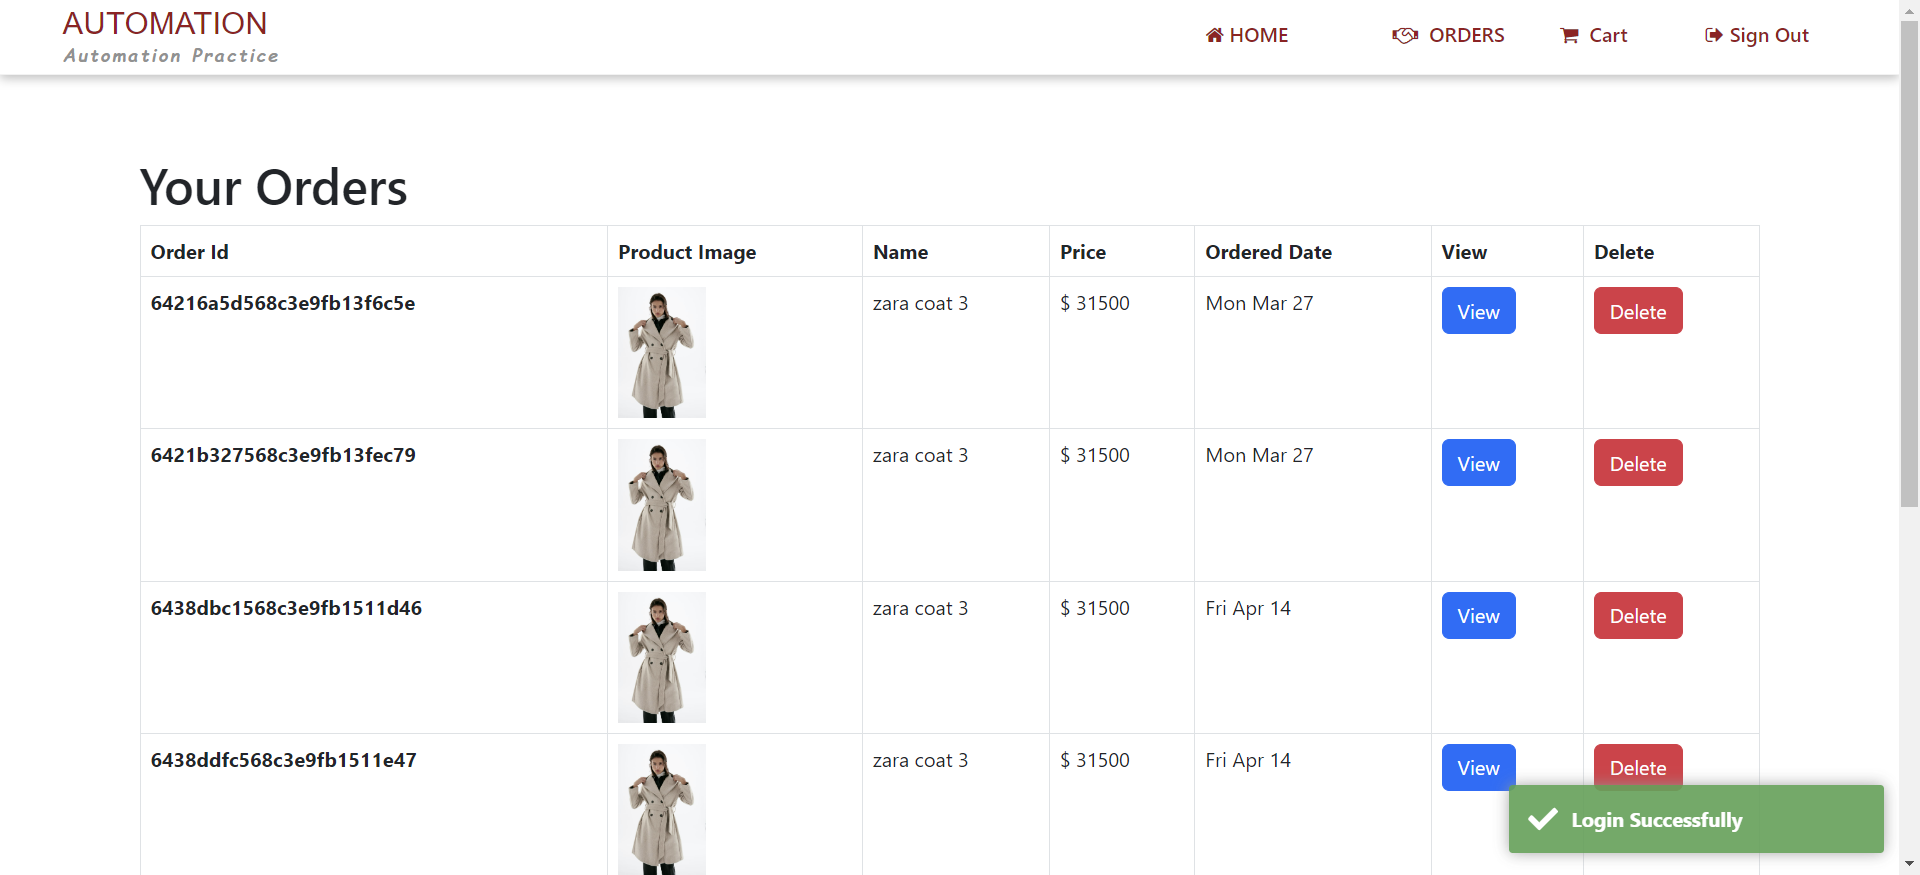 AUTOMATION
Automation Practice
HOME ORDERS Cart Sign Out
Your Orders
Order Id Product Image Name Price Ordered Date View Delete
64216a5d568c3e9fb13f6c5e zara coat 3 $ 31500 Mon Mar 27 View Delete
6421b327568c3e9fb13fec79 zara coat 3 $ 31500 Mon Mar 27 View Delete
6438dbc1568c3e9fb1511d46 zara coat 3 $ 31500 Fri Apr 14 View Delete
6438ddfc568c3e9fb1511e47 zara coat 3 $ 31500 Fri Apr 14 View Delete
Login Successfully